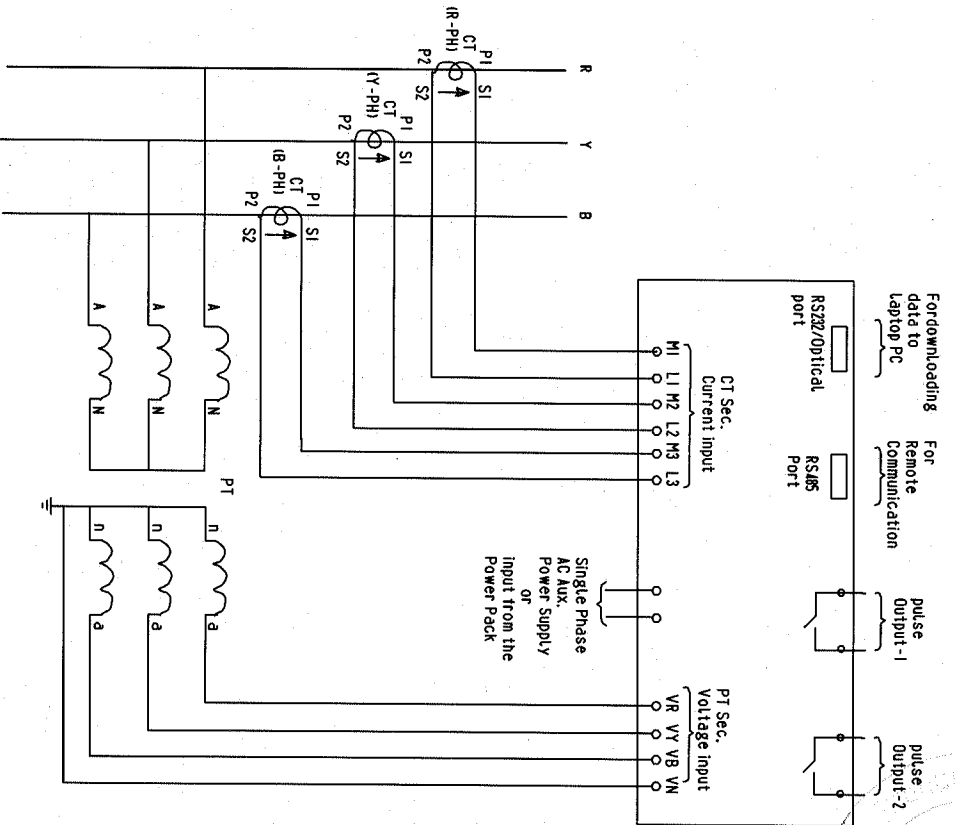 Fordownloading
data to
Laptop PC
For
Remote
Communication
pulse
Output-1
pulse
Output-2
RS232/Optical
port
RS485
Port
CT Sec.
Current input
M1
L1
M2
L2
M3
L3
Single Phase
AC Aux.
Power Supply
or
input from the
Power Pack
PT Sec.
Voltage input
VR
VY
VB
VN
R
Y
B
P1
CT
(R-PH)
P2
S1
S2
P1
CT
(Y-PH)
P2
S1
S2
P1
CT
(B-PH)
P2
S1
S2
A
N
A
N
A
N
PT
n
a
n
a
n
a